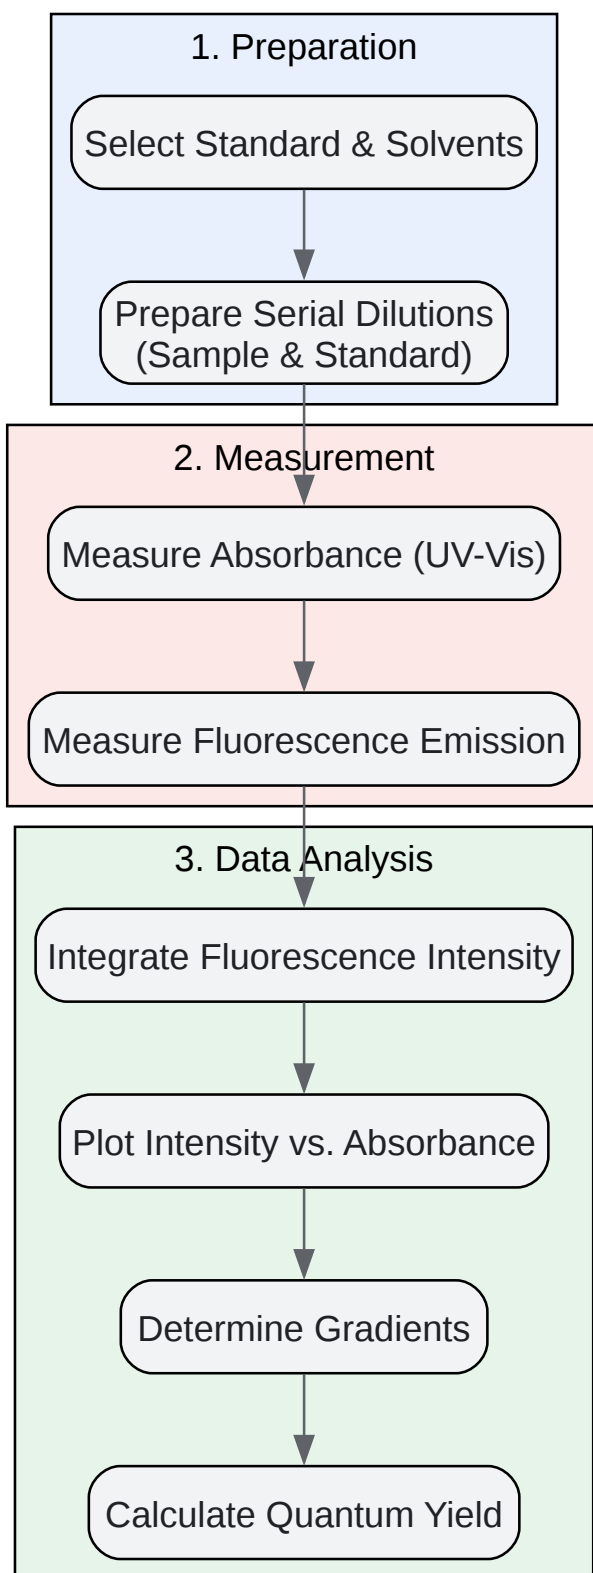 1. Preparation
Select Standard & Solvents
Prepare Serial Dilutions
(Sample & Standard)
2. Measurement
Measure Absorbance (UV-Vis)
Measure Fluorescence Emission
3. Data Analysis
Integrate Fluorescence Intensity
Plot Intensity vs. Absorbance
Determine Gradients
Calculate Quantum Yield